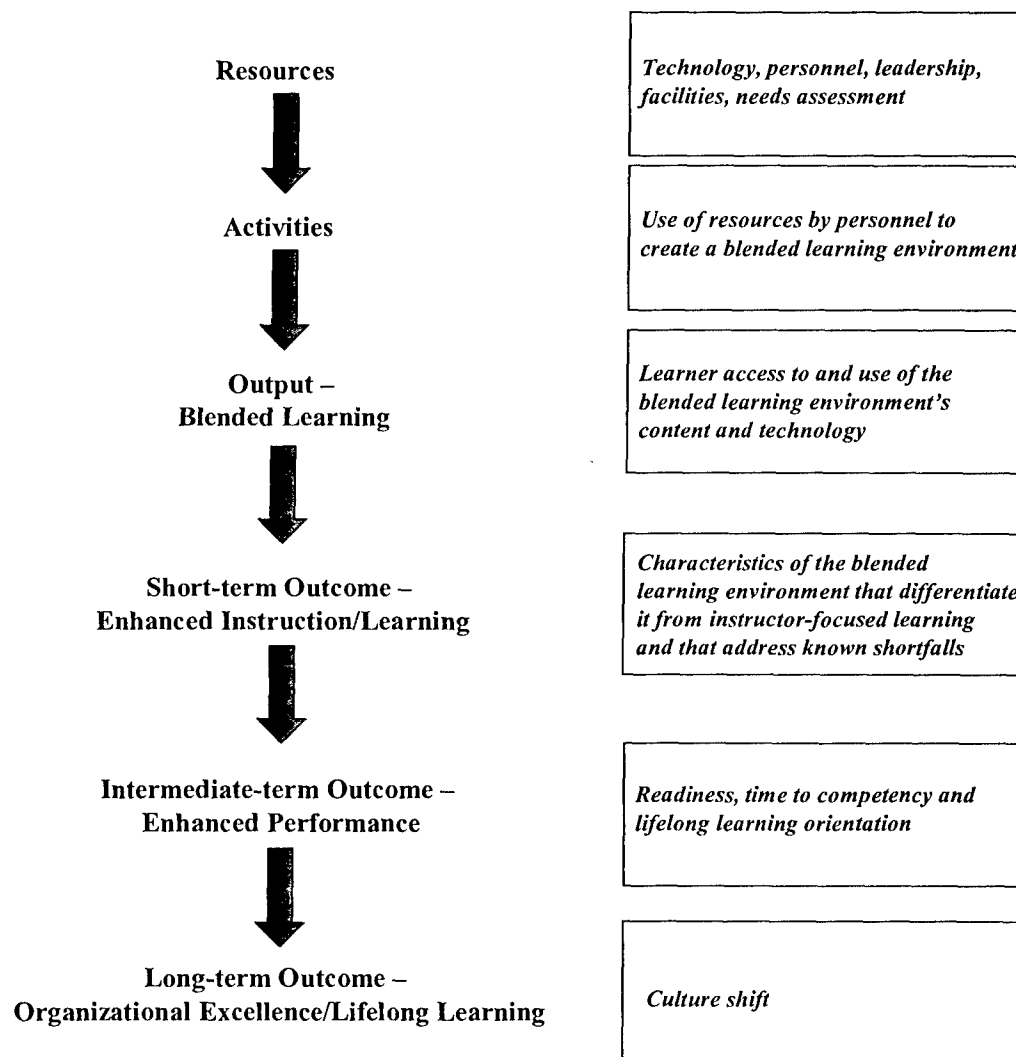 Resources
Technology, personnel, leadership,
facilities, needs assessment
Activities
Use of resources by personnel to
create a blended learning environment
Output –
Blended Learning
Learner access to and use of the
blended learning environment's
content and technology
Short-term Outcome –
Enhanced Instruction/Learning
Characteristics of the blended
learning environment that differentiate
it from instructor-focused learning
and that address known shortfalls
Intermediate-term Outcome –
Enhanced Performance
Readiness, time to competency and
lifelong learning orientation
Long-term Outcome –
Organizational Excellence/Lifelong Learning
Culture shift